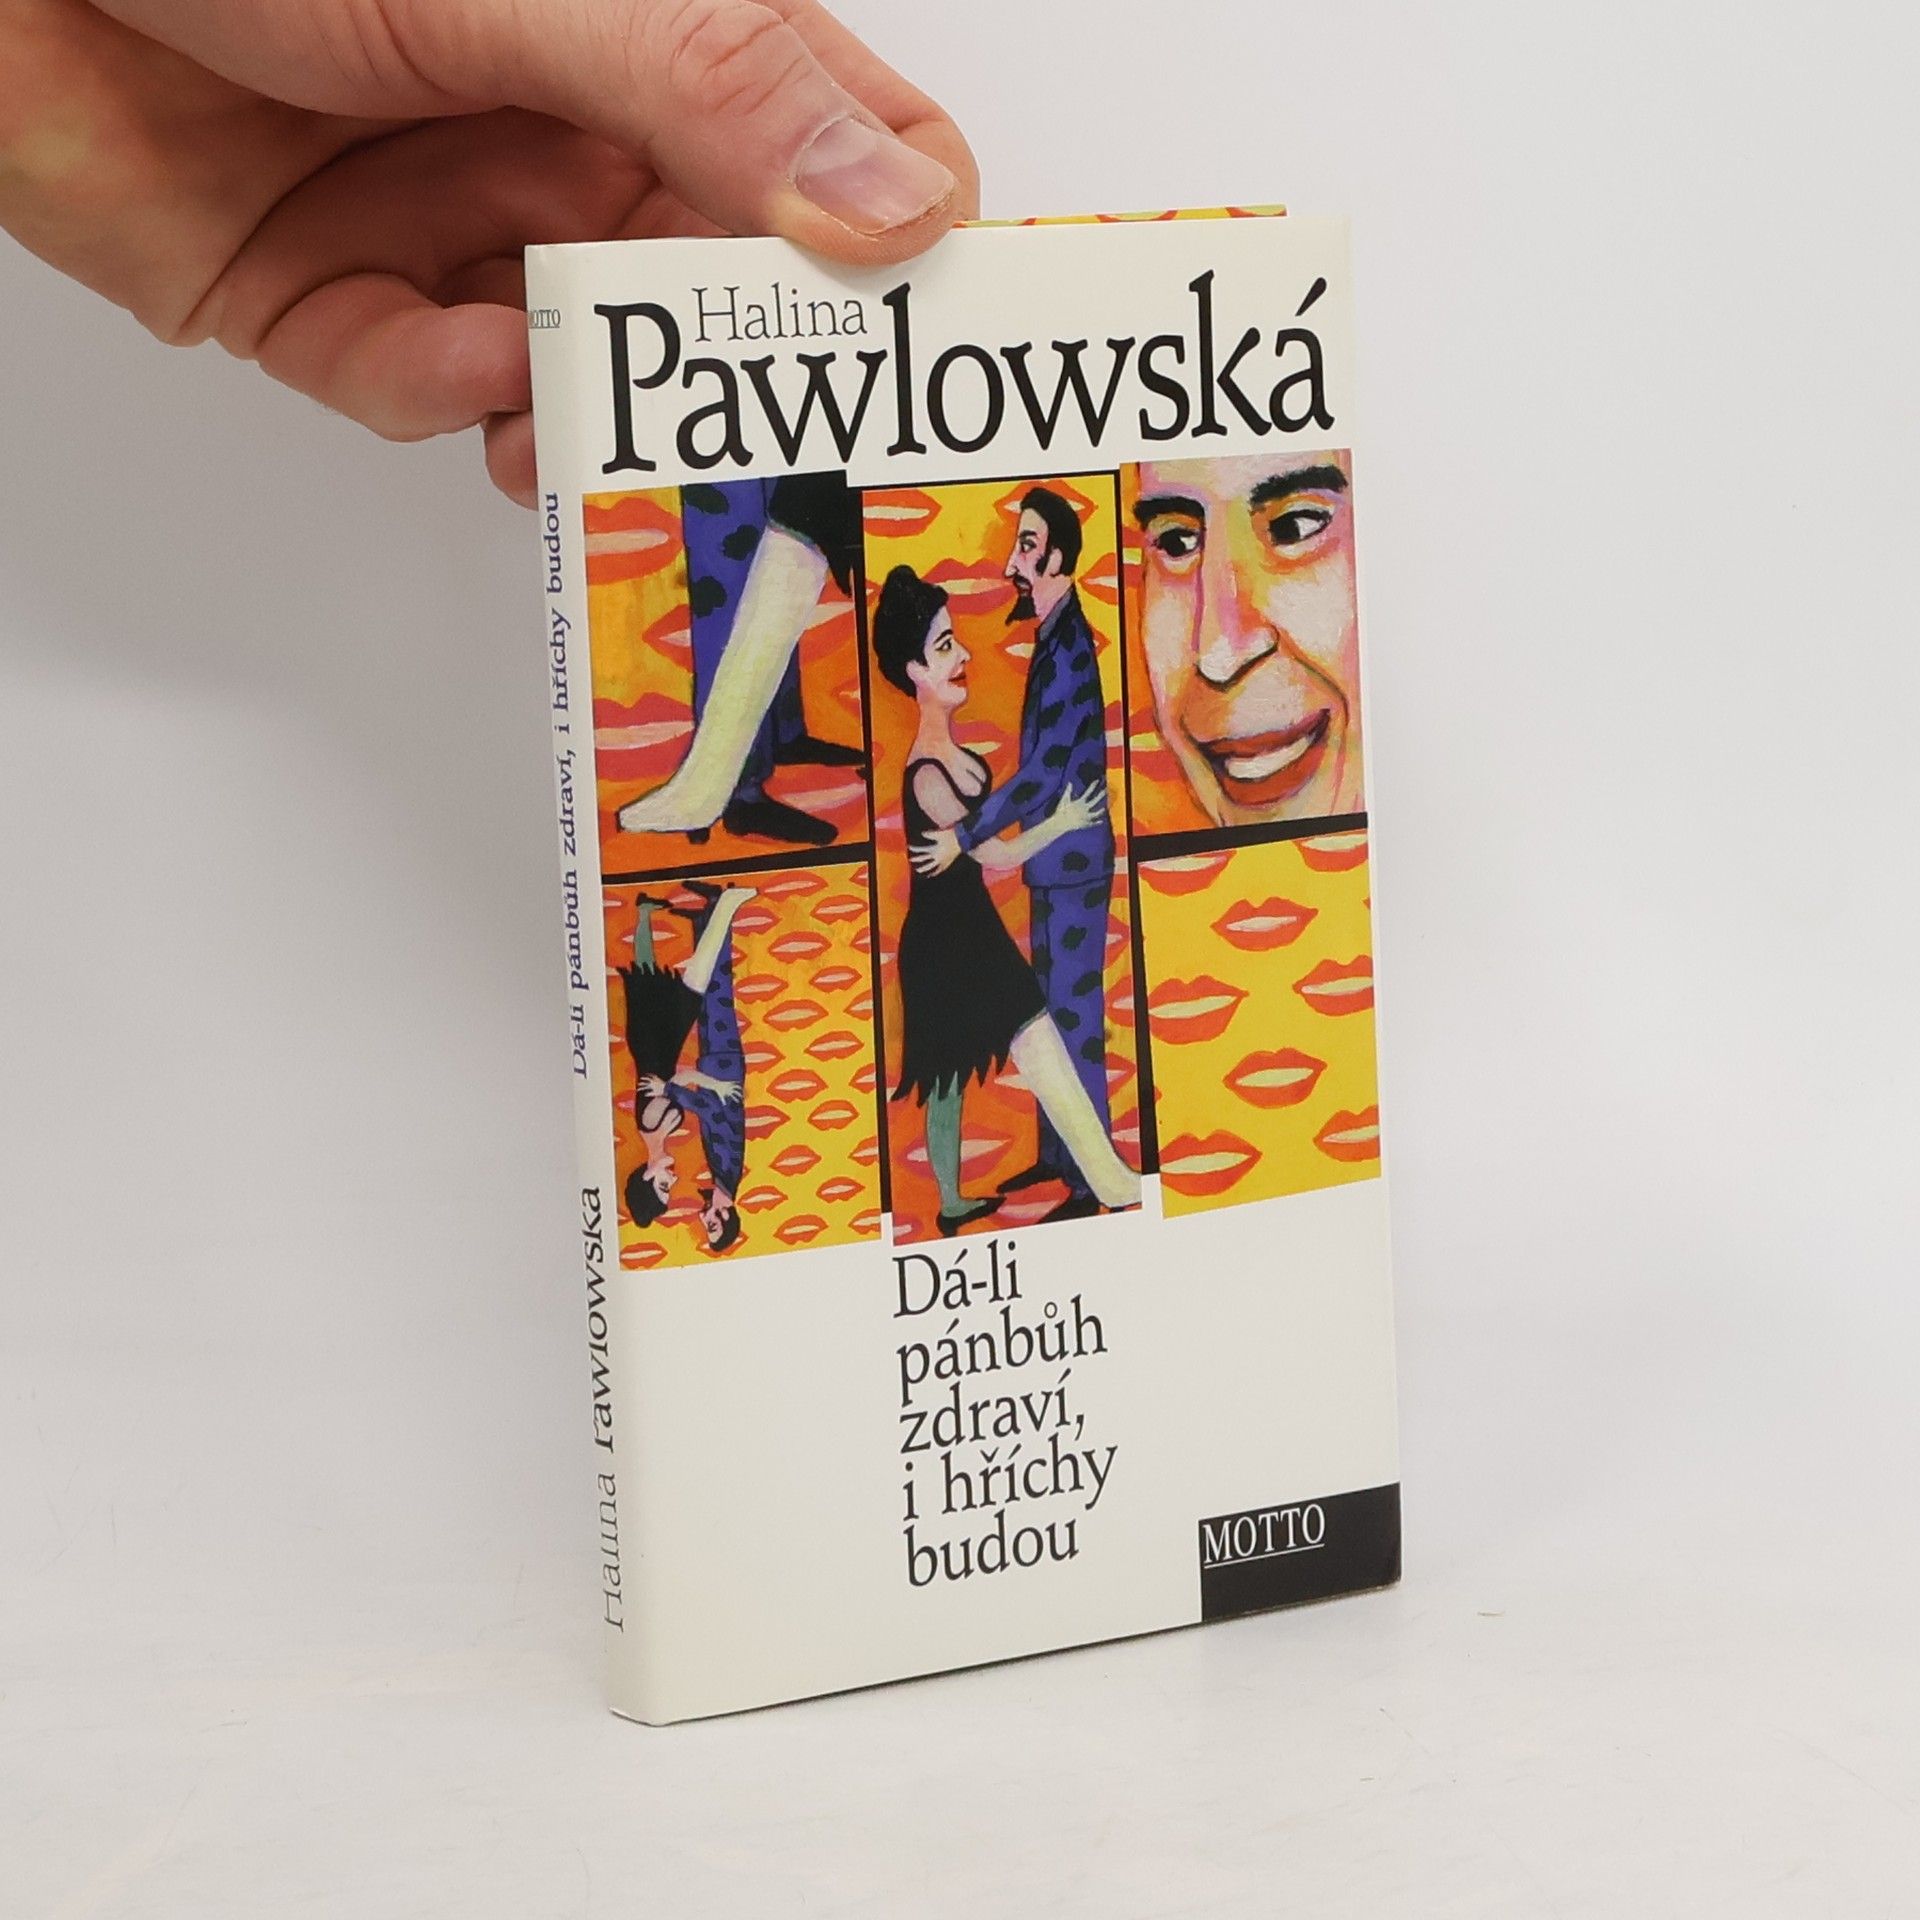 Halina
Pawlowská
Dá-li
pánbůh
zdraví,
i hříchy
budou
MOTTO
MOTTO
Dá-li pánbůh zdraví, i hříchy budou
Halina Pawlowská